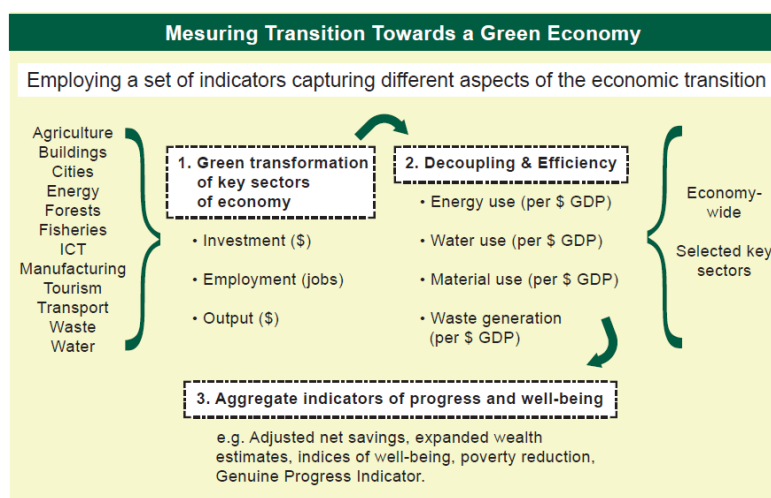 Mesuring Transition Towards a Green Economy
Employing a set of indicators capturing different aspects of the economic transition
Agriculture
Buildings
Cities
Energy
Forests
Fisheries
ICT
Manufacturing
Tourism
Transport
Waste
Water
1. Green transformation
of key sectors
of economy
• Investment ($)
• Employment (jobs)
• Output ($)
2. Decoupling & Efficiency
• Energy use (per $ GDP)
• Water use (per $ GDP)
• Material use (per $ GDP)
• Waste generation
(per $ GDP)
Economy-
wide
Selected key
sectors
3. Aggregate indicators of progress and well-being
e.g. Adjusted net savings, expanded wealth
estimates, indices of well-being, poverty reduction,
Genuine Progress Indicator.